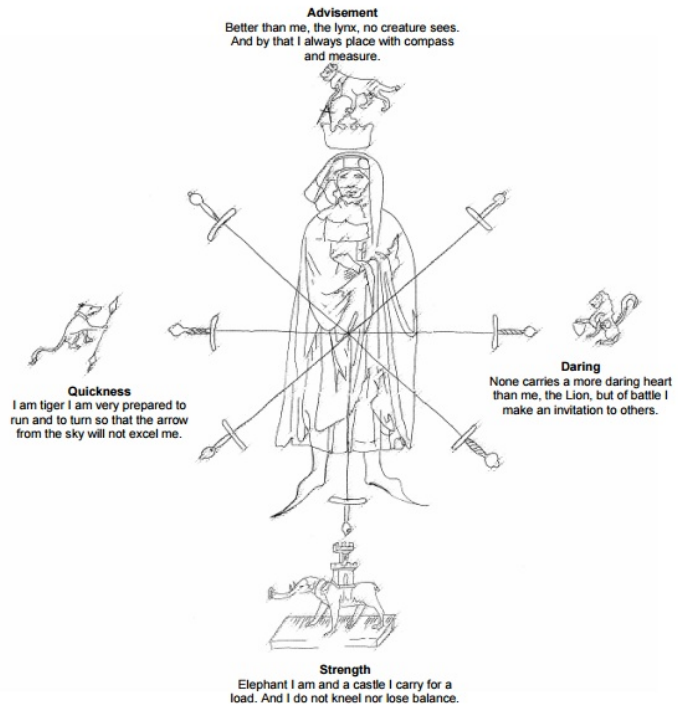 Advisement
Better than me, the lynx, no creature sees.
And by that I always place with compass
and measure.
Quickness
I am tiger I am very prepared to
run and to turn so that the arrow
from the sky will not excel me.
Daring
None carries a more daring heart
than me, the Lion, but of battle I
make an invitation to others.
Strength
Elephant I am and a castle I carry for a
load. And I do not kneel nor lose balance.